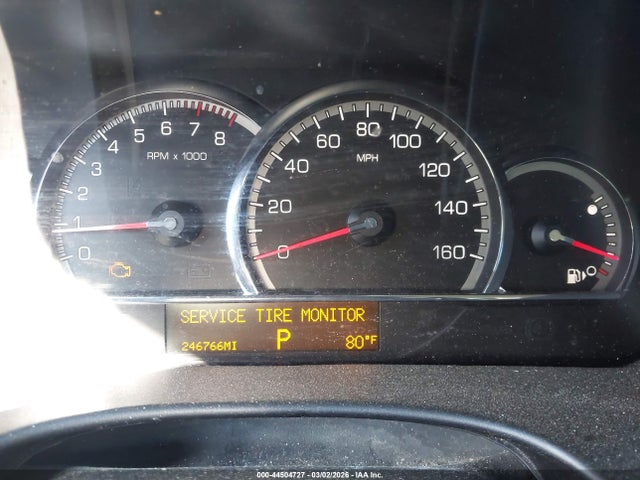 0 1 2 3 4 5 6 7 8
RPM x 1000
0 20 40 60 80 100 120 140 160
MPH
SERVICE TIRE MONITOR
246766MI P 80°F
000-44504727 - 03/02/2026 - IAA Inc.